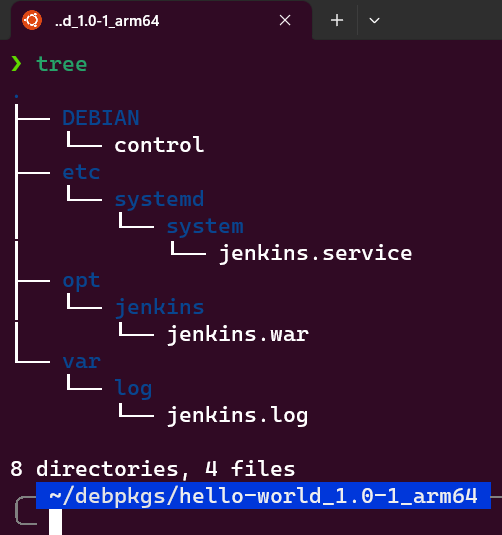 ..d_1.0-1_arm64
❯ tree
.
├── DEBIAN
│   └── control
├── etc
│   └── systemd
│       └── system
│           └── jenkins.service
├── opt
│   └── jenkins
│       └── jenkins.war
└── var
    └── log
        └── jenkins.log
8 directories, 4 files
~/debpkgs/hello-world_1.0-1_arm64